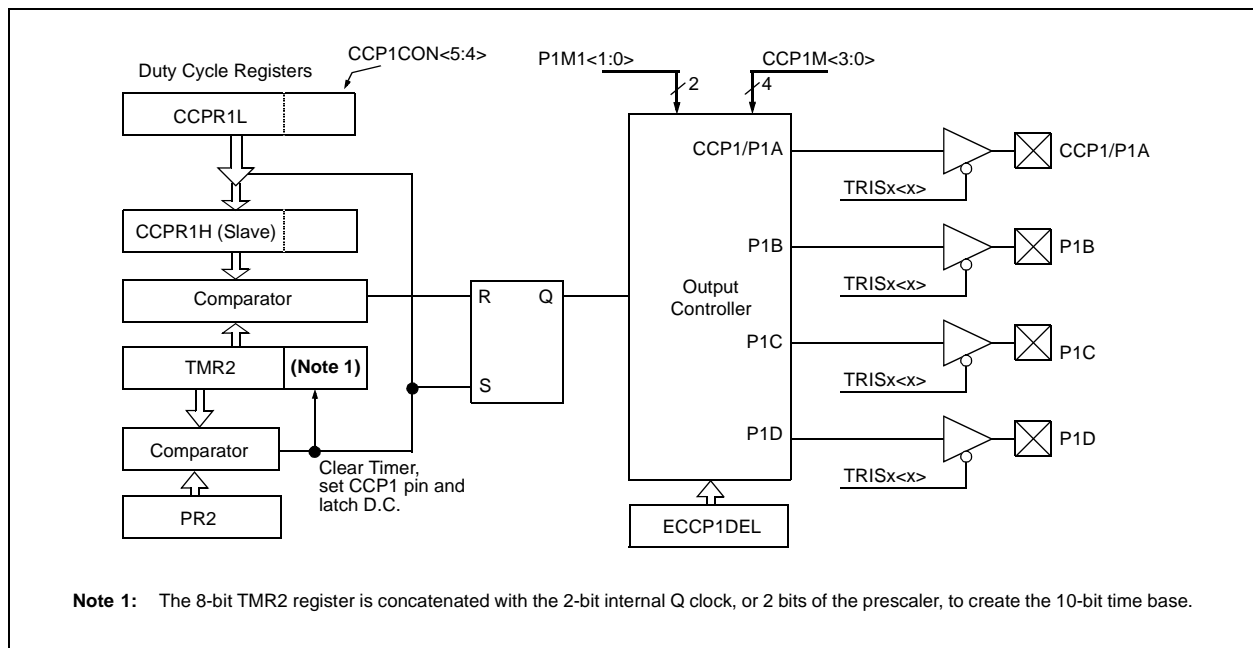 CCP1CON<5:4>
Duty Cycle Registers
CCPR1L
CCPR1H (Slave)
Comparator
TMR2
(Note 1)
Comparator
PR2
Clear Timer,
set CCP1 pin and
latch D.C.
R
Q
S
P1M1<1:0>
2
CCP1M<3:0>
4
Output
Controller
CCP1/P1A
P1B
P1C
P1D
ECCP1DEL
TRISx<x>
CCP1/P1A
TRISx<x>
P1B
TRISx<x>
P1C
TRISx<x>
P1D
Note 1: The 8-bit TMR2 register is concatenated with the 2-bit internal Q clock, or 2 bits of the prescaler, to create the 10-bit time base.